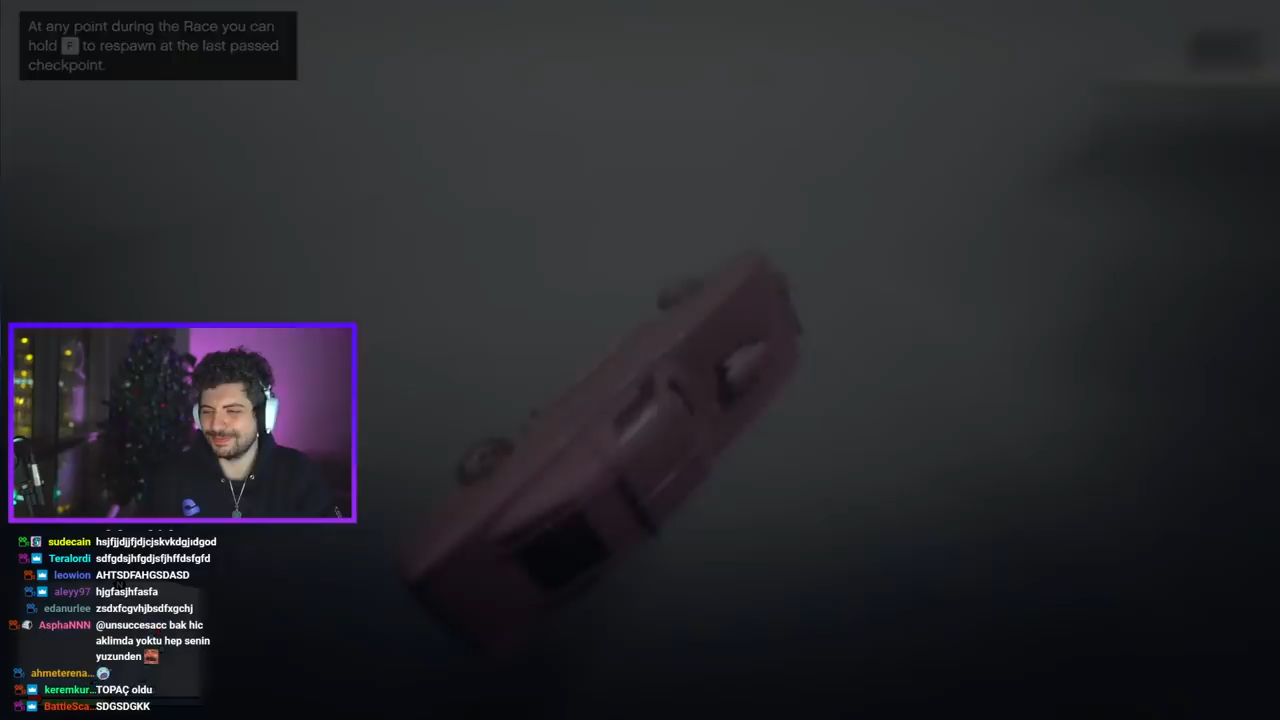 At any point during the Race you can
hold F to respawn at the last passed
checkpoint.
sudecain hsjfjjdjjfjdjcjskvkdgjıdgod
Teralordi sdfgdsjhfgdjsfjhffdsfgfd
leowion AHTSDFAHGSDASD
aleyy97 hjgfasjhfasfa
edanurlee zsdxfcgvhjbsdfxgchj
AsphaNNN @unsuccesacc bak hic
aklimda yoktu hep senin
yuzunden
ahmeterena...
keremkur... TOPAÇ oldu
BattleSca... SDGSDGKK